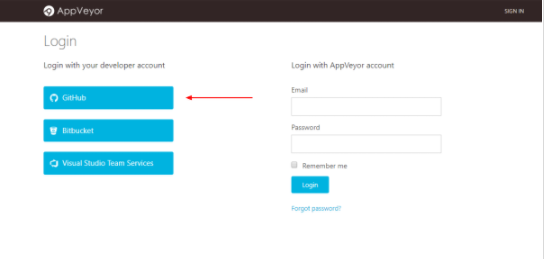 AppVeyor
SIGN IN
Login
Login with your developer account
GitHub
Bitbucket
Visual Studio Team Services
Login with AppVeyor account
Email
Password
Remember me
Login
Forgot password?